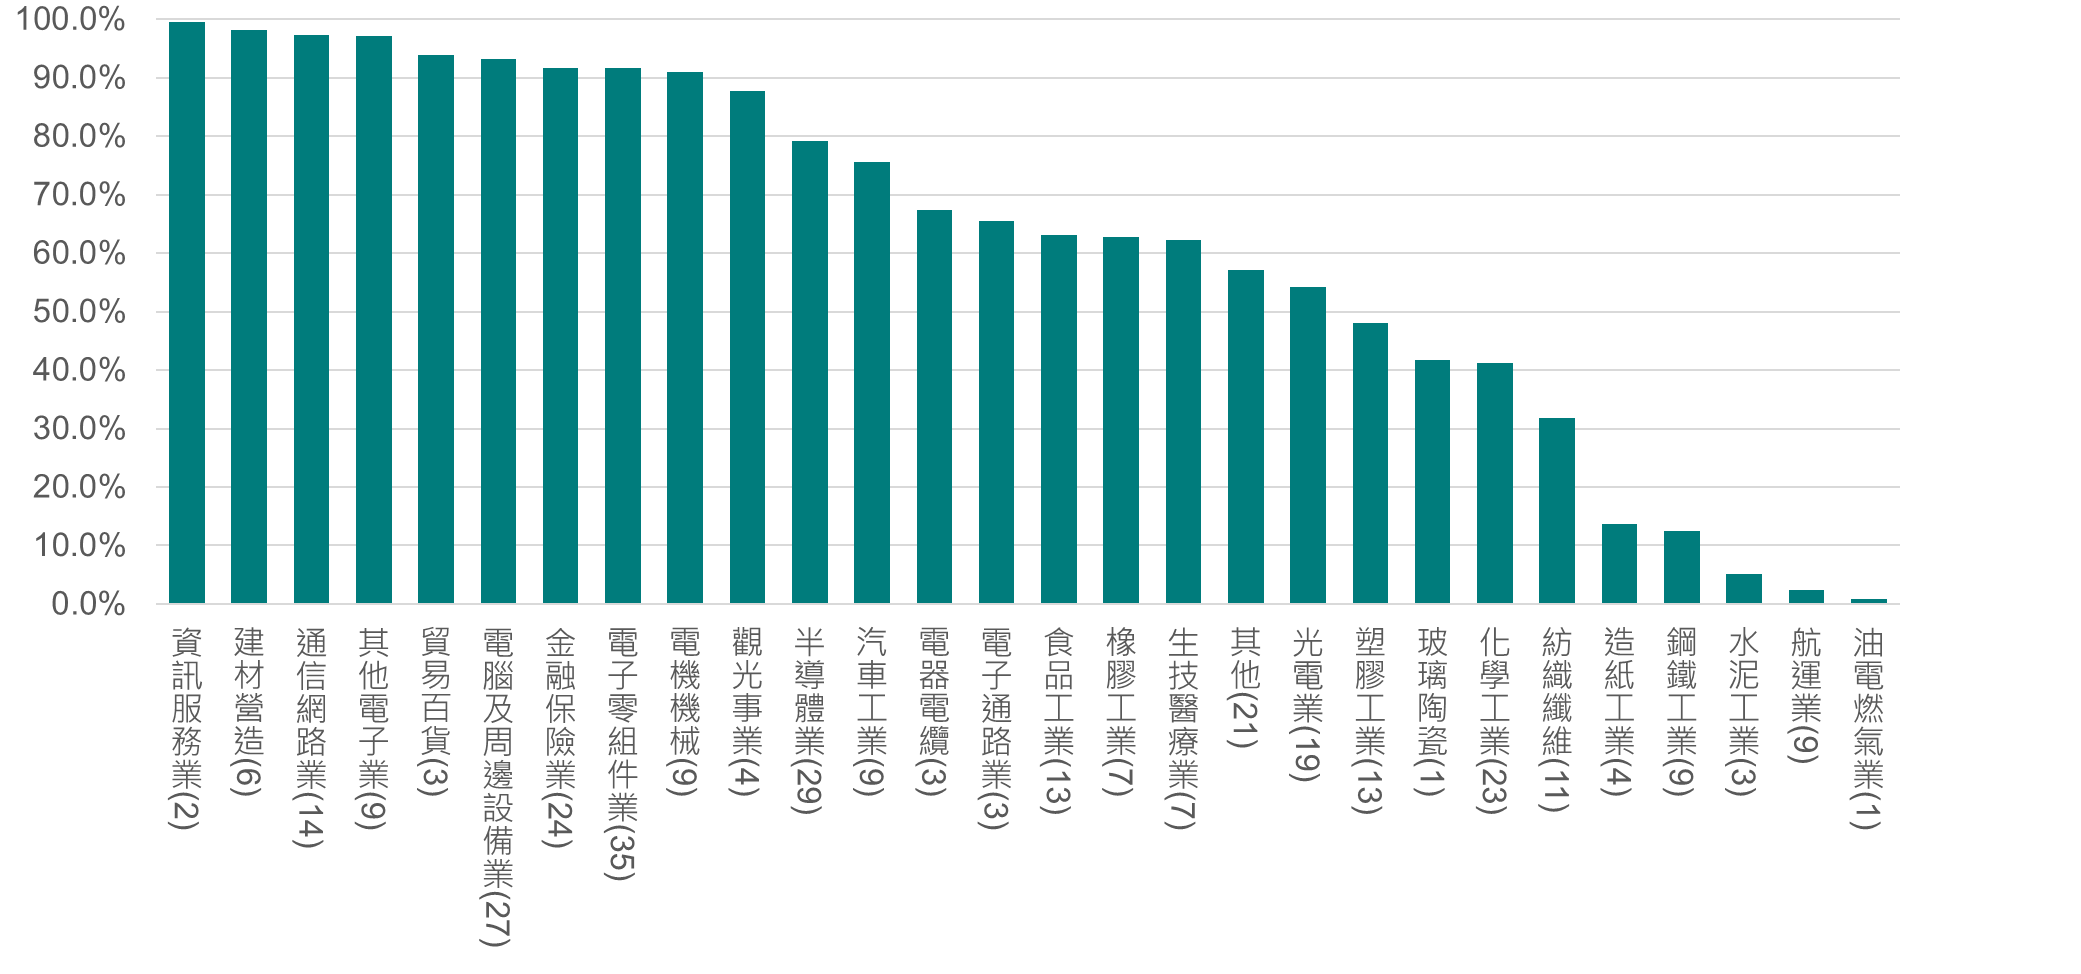 100.0%
90.0%
80.0%
70.0%
60.0%
50.0%
40.0%
30.0%
20.0%
10.0%
0.0%
資訊服務業(2)
建材營造(6)
通信網路業(14)
其他電子業(9)
貿易百貨(3)
電腦及周邊設備業(27)
金融保險業(24)
電子零組件業(35)
電機機械(9)
觀光事業(4)
半導體業(29)
汽車工業(9)
電器電纜(3)
電子通路業(3)
食品工業(13)
橡膠工業(7)
生技醫療業(7)
其他(21)
光電業(19)
塑膠工業(13)
玻璃陶瓷(1)
化學工業(23)
紡織纖維(11)
造紙工業(4)
鋼鐵工業(9)
水泥工業(3)
航運業(9)
油電燃氣業(1)